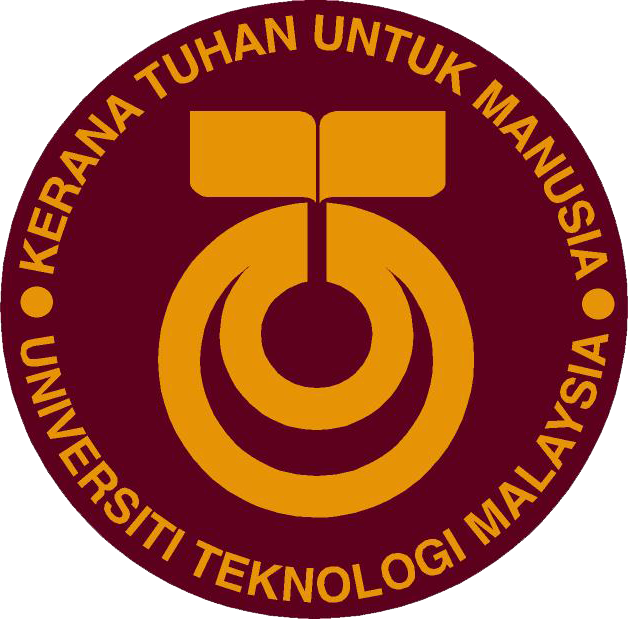 KERANA TUHAN UNTUK MANUSIA
UNIVERSITI TEKNOLOGI MALAYSIA